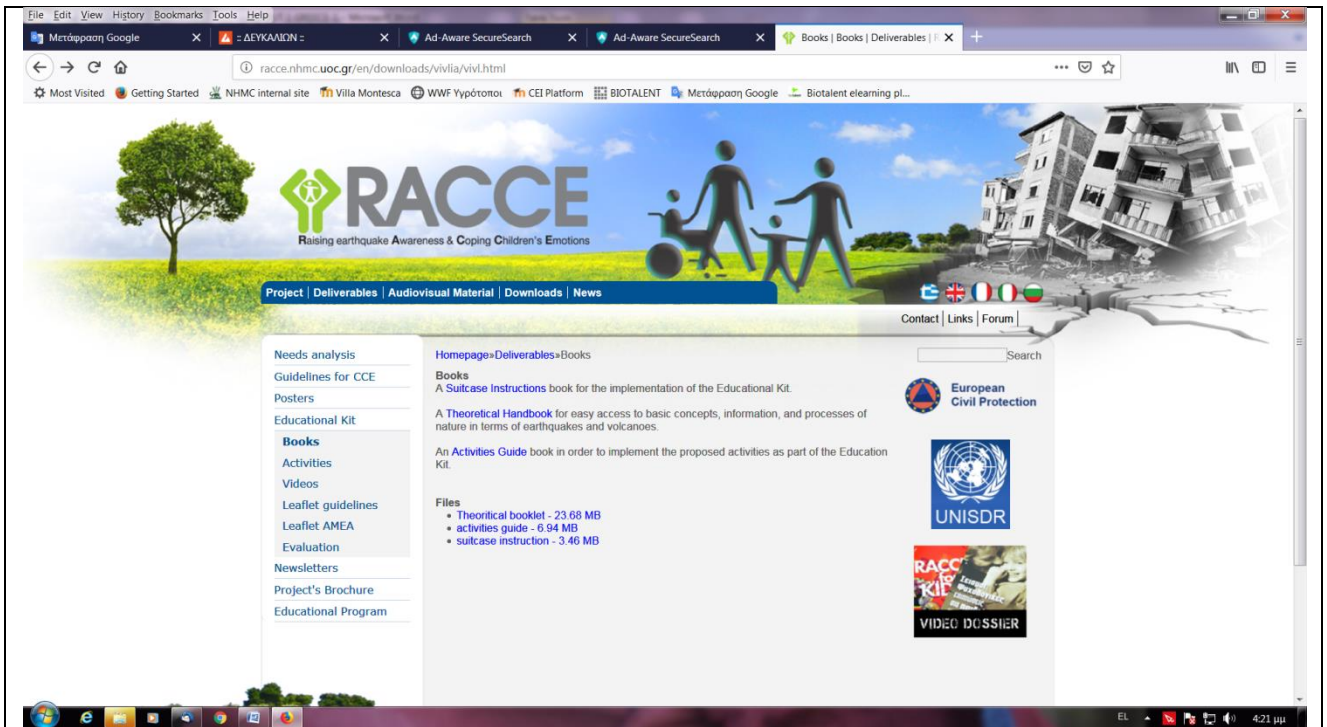 File Edit View History Bookmarks Tools Help
Μετάφραση Google
:: ΔΕΥΚΑΛΙΩΝ ::
Ad-Aware SecureSearch
Ad-Aware SecureSearch
Books | Books | Deliverables |
racce.nhmc.uoc.gr/en/downloads/vivlia/vivl.html
Most Visited Getting Started NHMC internal site Villa Montesca WWF Υγρότοποι CEI Platform BIOTALENT Μετάφραση Google Biotalent elearning pl...
RACCE
Raising earthquake Awareness & Coping Children's Emotions
Project | Deliverables | Audiovisual Material | Downloads | News
Contact | Links | Forum |
Needs analysis
Guidelines for CCE
Posters
Educational Kit
Books
Activities
Videos
Leaflet guidelines
Leaflet AMEA
Evaluation
Newsletters
Project's Brochure
Educational Program
Homepage»Deliverables»Books
Books
A Suitcase Instructions book for the implementation of the Educational Kit.
A Theoretical Handbook for easy access to basic concepts, information, and processes of
nature in terms of earthquakes and volcanoes.
An Activities Guide book in order to implement the proposed activities as part of the Education
Kit.
Files
Theoritical booklet - 23.68 MB
activities guide - 6.94 MB
suitcase instruction - 3.46 MB
Search
European
Civil Protection
UNISDR
RACCE
for
KIDS
VIDEO DOSSIER
EL
4:21 μμ